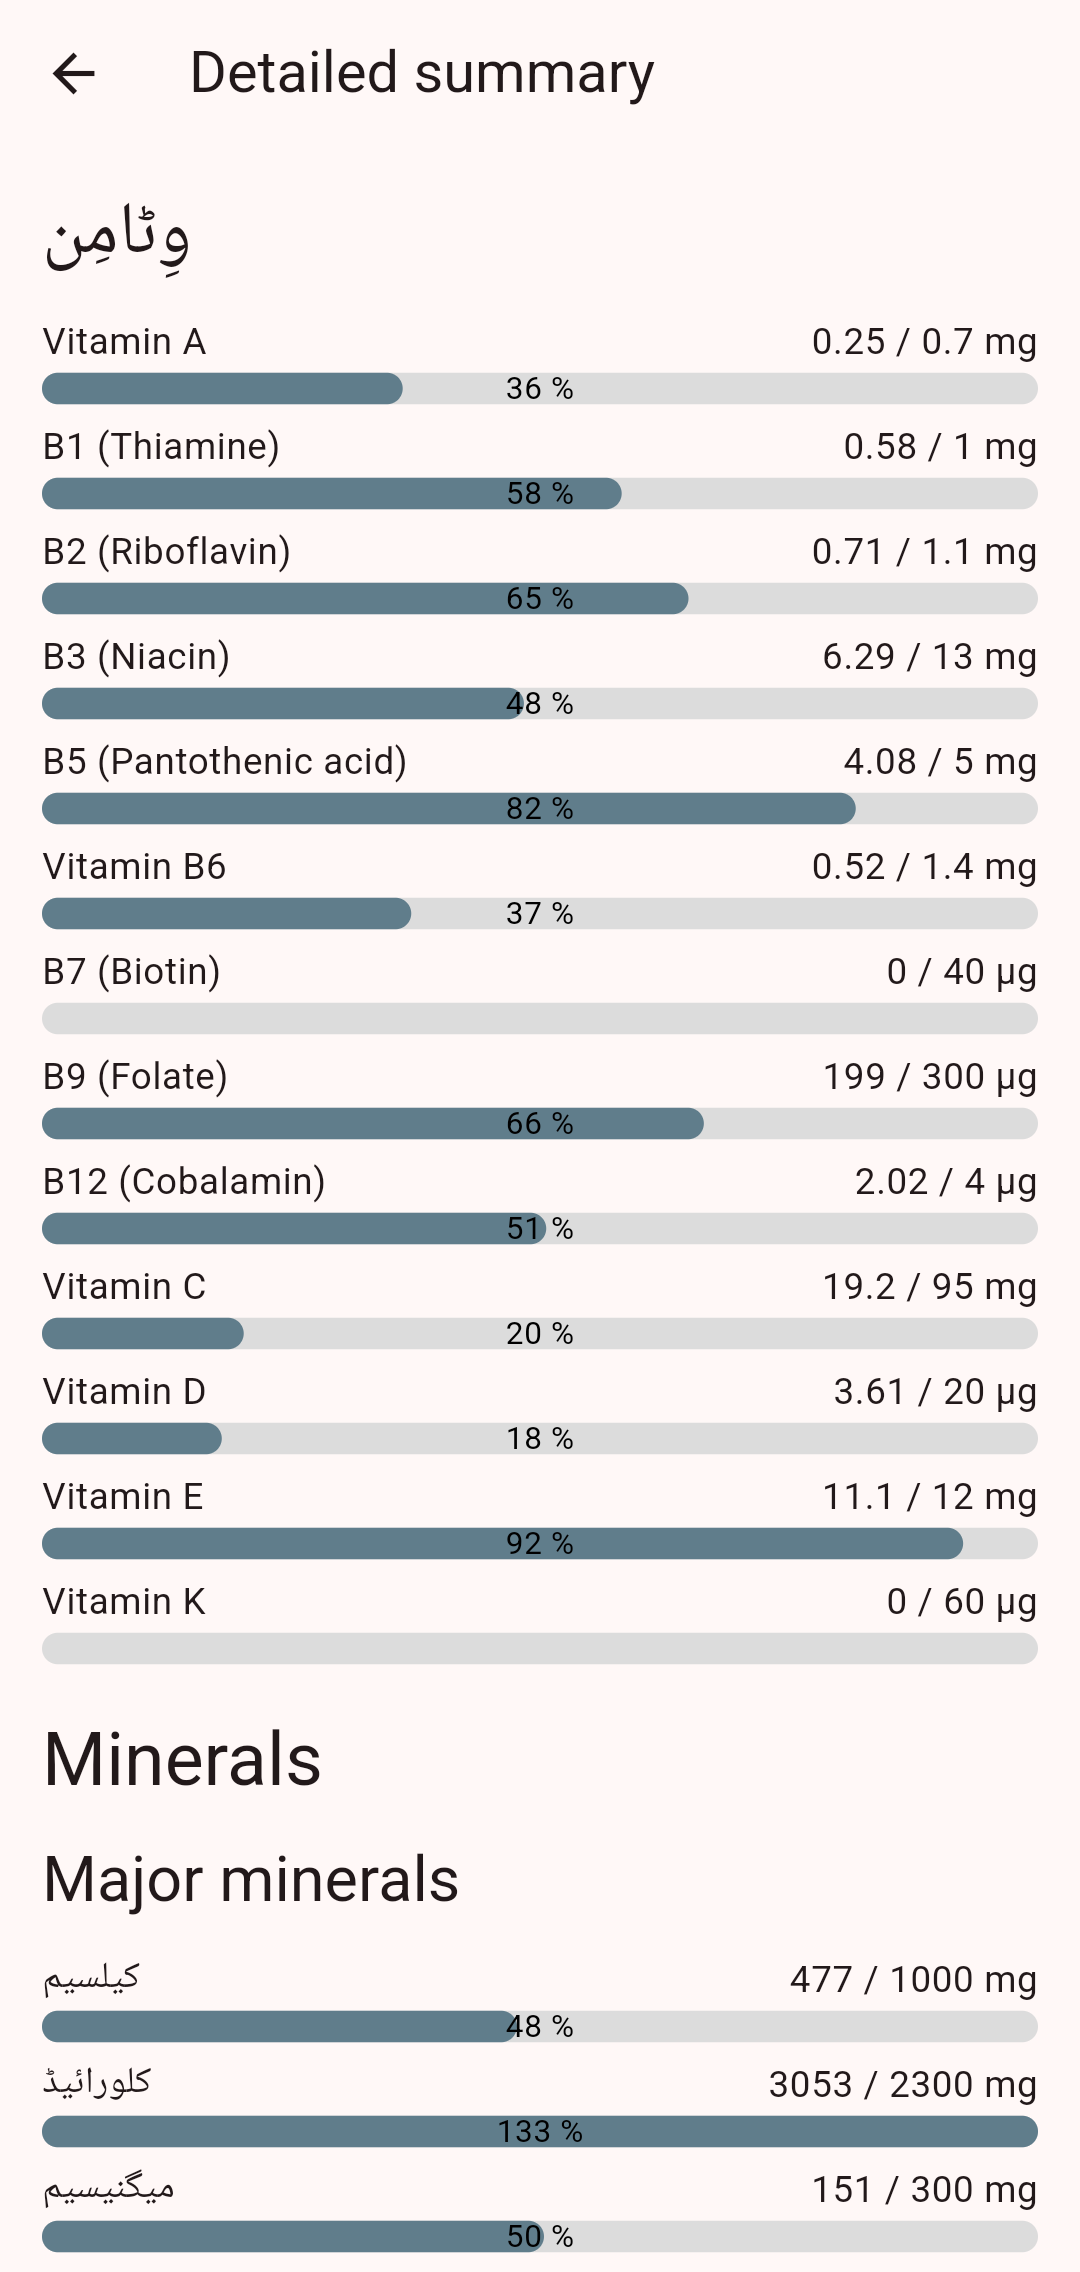 Detailed summary
وِٹامِن
Vitamin A 0.25 / 0.7 mg
36 %
B1 (Thiamine) 0.58 / 1 mg
58 %
B2 (Riboflavin) 0.71 / 1.1 mg
65 %
B3 (Niacin) 6.29 / 13 mg
48 %
B5 (Pantothenic acid) 4.08 / 5 mg
82 %
Vitamin B6 0.52 / 1.4 mg
37 %
B7 (Biotin) 0 / 40 µg
B9 (Folate) 199 / 300 µg
66 %
B12 (Cobalamin) 2.02 / 4 µg
51 %
Vitamin C 19.2 / 95 mg
20 %
Vitamin D 3.61 / 20 µg
18 %
Vitamin E 11.1 / 12 mg
92 %
Vitamin K 0 / 60 µg
Minerals
Major minerals
کیلسیم 477 / 1000 mg
48 %
کلورائیڈ 3053 / 2300 mg
133 %
میگنیسیم 151 / 300 mg
50 %